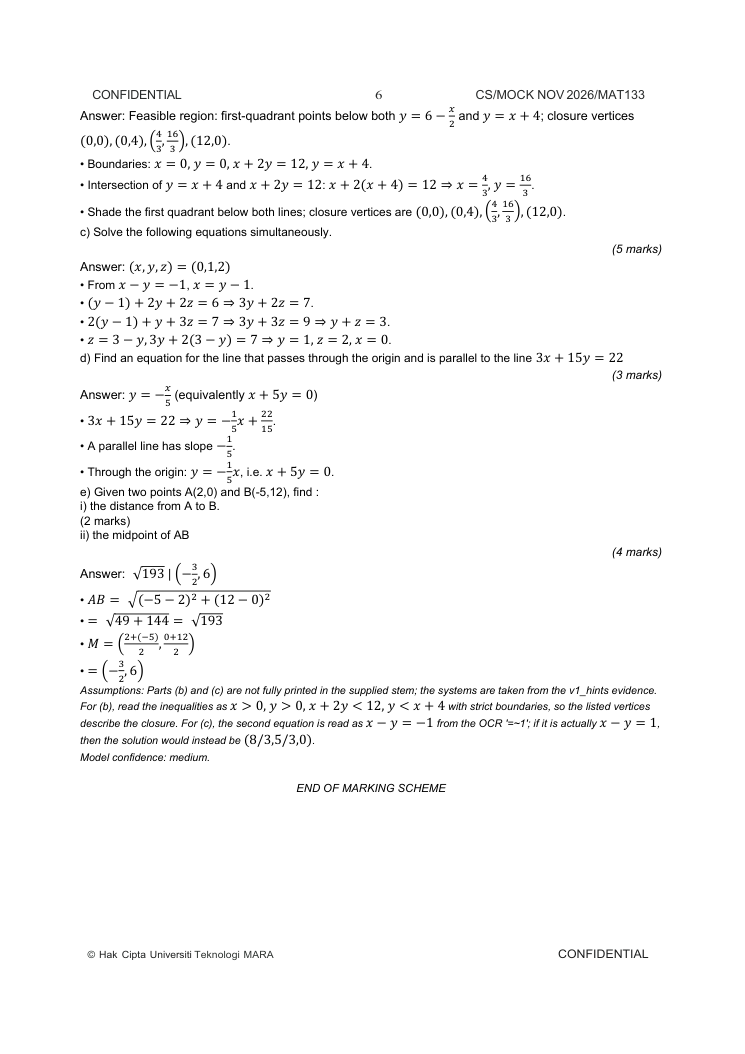 CONFIDENTIAL 6 CS/MOCK NOV 2026/MAT133
Answer: Feasible region: first-quadrant points below both y = 6 − x/2 and y = x + 4; closure vertices
(0,0), (0,4), (4/3, 16/3), (12,0).
• Boundaries: x = 0, y = 0, x + 2y = 12, y = x + 4.
• Intersection of y = x + 4 and x + 2y = 12: x + 2(x + 4) = 12 ⇒ x = 4/3, y = 16/3.
• Shade the first quadrant below both lines; closure vertices are (0,0), (0,4), (4/3, 16/3), (12,0).
c) Solve the following equations simultaneously.
(5 marks)
Answer: (x, y, z) = (0,1,2)
• From x − y = −1, x = y − 1.
• (y − 1) + 2y + 2z = 6 ⇒ 3y + 2z = 7.
• 2(y − 1) + y + 3z = 7 ⇒ 3y + 3z = 9 ⇒ y + z = 3.
• z = 3 − y, 3y + 2(3 − y) = 7 ⇒ y = 1, z = 2, x = 0.
d) Find an equation for the line that passes through the origin and is parallel to the line 3x + 15y = 22
(3 marks)
Answer: y = −x/5 (equivalently x + 5y = 0)
• 3x + 15y = 22 ⇒ y = −1/5x + 22/15.
• A parallel line has slope −1/5.
• Through the origin: y = −1/5x, i.e. x + 5y = 0.
e) Given two points A(2,0) and B(-5,12), find :
i) the distance from A to B.
(2 marks)
ii) the midpoint of AB
(4 marks)
Answer: √193 | (−3/2, 6)
• AB = √(−5 − 2)² + (12 − 0)²
• = √49 + 144 = √193
• M = (2+(−5)/2, 0+12/2)
• = (−3/2, 6)
Assumptions: Parts (b) and (c) are not fully printed in the supplied stem; the systems are taken from the v1_hints evidence.
For (b), read the inequalities as x > 0, y > 0, x + 2y < 12, y < x + 4 with strict boundaries, so the listed vertices
describe the closure. For (c), the second equation is read as x − y = −1 from the OCR '=~1'; if it is actually x − y = 1,
then the solution would instead be (8/3,5/3,0).
Model confidence: medium.
END OF MARKING SCHEME
© Hak Cipta Universiti Teknologi MARA CONFIDENTIAL